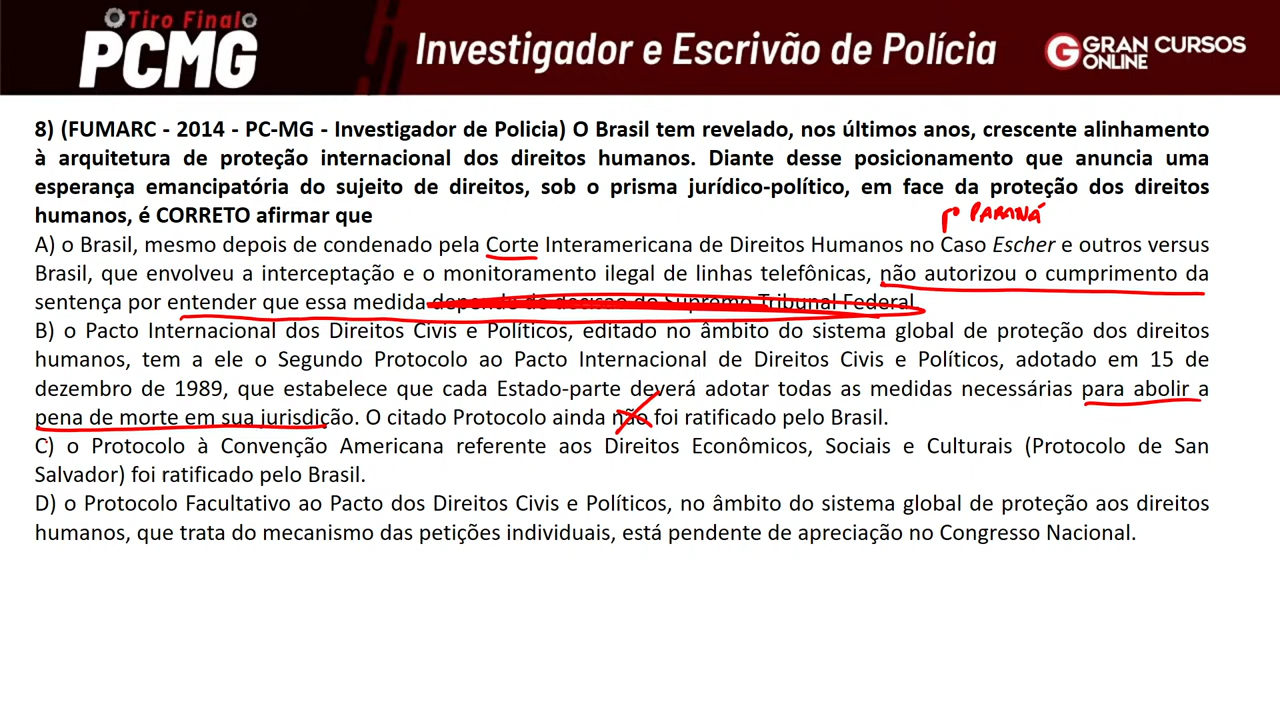 Tiro Final
PCMG
Investigador e Escrivão de Polícia
GRAN CURSOS
ONLINE
8) (FUMARC - 2014 - PC-MG - Investigador de Policia) O Brasil tem revelado, nos últimos anos, crescente alinhamento
à arquitetura de proteção internacional dos direitos humanos. Diante desse posicionamento que anuncia uma
esperança emancipatória do sujeito de direitos, sob o prisma jurídico-político, em face da proteção dos direitos
humanos, é CORRETO afirmar que
PARANÁ
A) o Brasil, mesmo depois de condenado pela Corte Interamericana de Direitos Humanos no Caso Escher e outros versus
Brasil, que envolveu a interceptação e o monitoramento ilegal de linhas telefônicas, não autorizou o cumprimento da
sentença por entender que essa medida depende de decisão do Supremo Tribunal Federal.
B) o Pacto Internacional dos Direitos Civis e Políticos, editado no âmbito do sistema global de proteção dos direitos
humanos, tem a ele o Segundo Protocolo ao Pacto Internacional de Direitos Civis e Políticos, adotado em 15 de
dezembro de 1989, que estabelece que cada Estado-parte deverá adotar todas as medidas necessárias para abolir a
pena de morte em sua jurisdição. O citado Protocolo ainda não foi ratificado pelo Brasil.
C) o Protocolo à Convenção Americana referente aos Direitos Econômicos, Sociais e Culturais (Protocolo de San
Salvador) foi ratificado pelo Brasil.
D) o Protocolo Facultativo ao Pacto dos Direitos Civis e Políticos, no âmbito do sistema global de proteção aos direitos
humanos, que trata do mecanismo das petições individuais, está pendente de apreciação no Congresso Nacional.